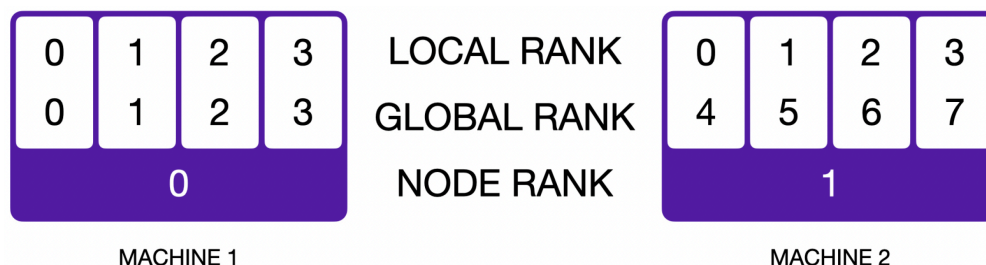 0 1 2 3 LOCAL RANK 0 1 2 3
0 1 2 3 GLOBAL RANK 4 5 6 7
0 NODE RANK 1
MACHINE 1 MACHINE 2